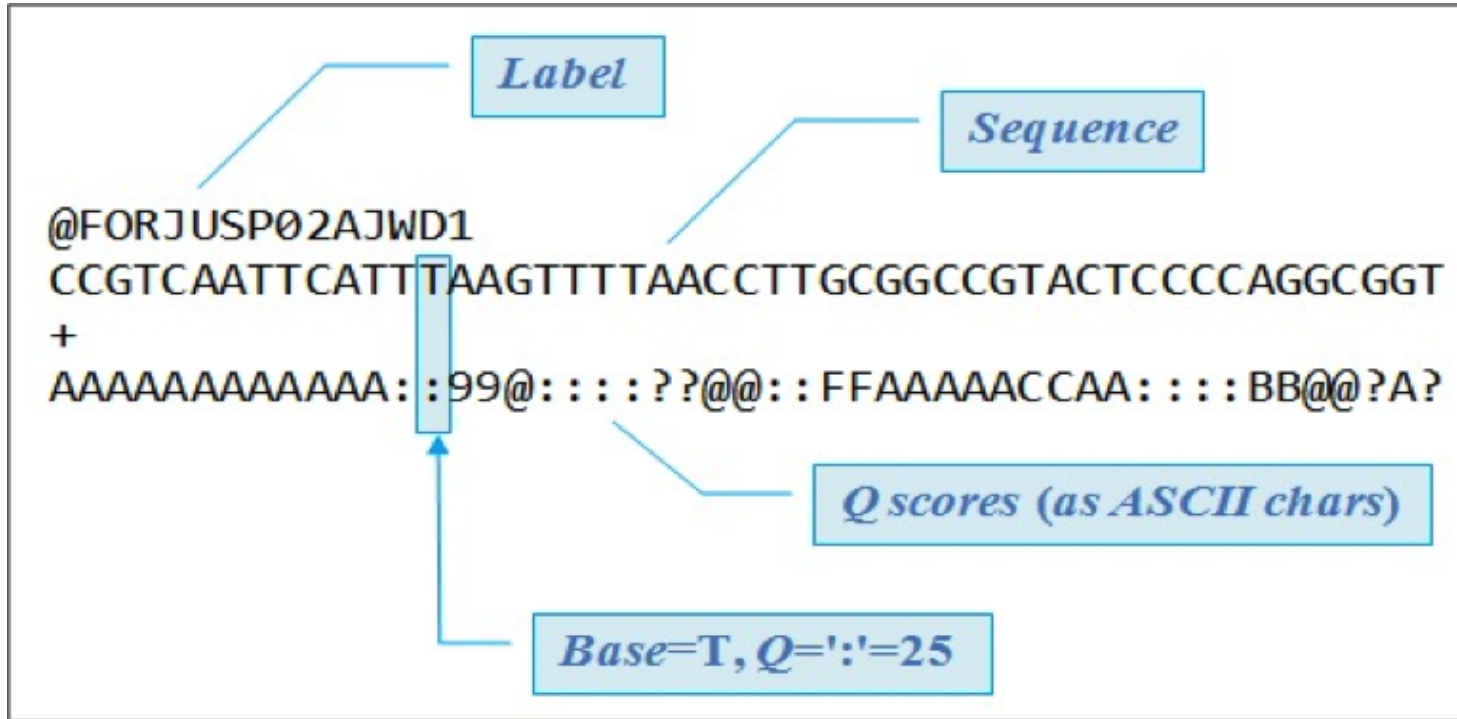 Label
Sequence
@FORJUSP02AJWD1
CCGTCAATTCATTTAAGTTTTAACCTTGCGGCCGTACTCCCCAGGCGGT
+
AAAAAAAAAAAA::99@::::??@@::FFAAAAACCAA::::BB@@?A?
Q scores (as ASCII chars)
Base=T, Q=':'=25